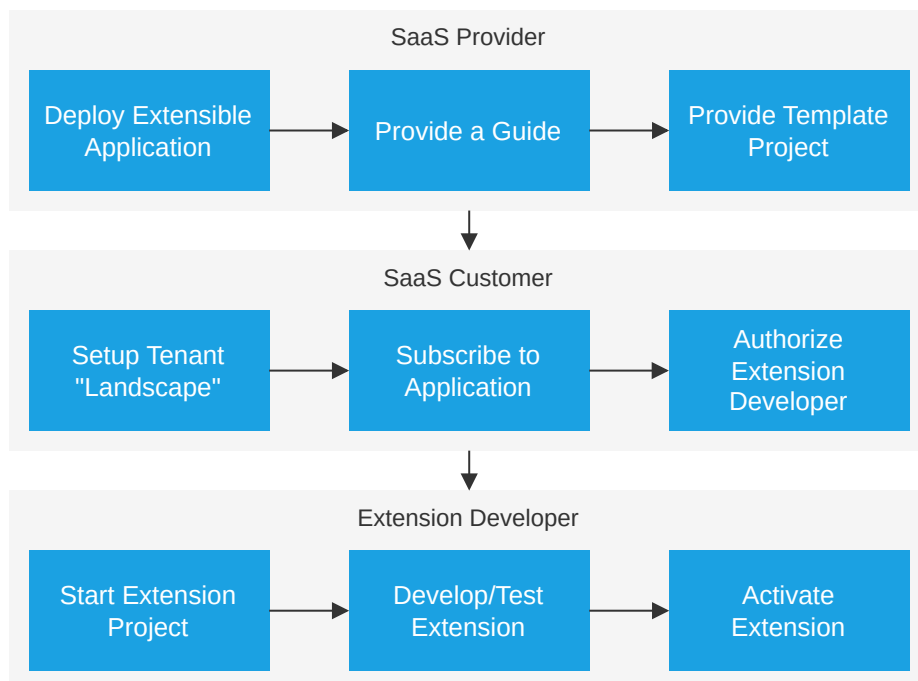 SaaS Provider
Deploy Extensible
Application
Provide a Guide
Provide Template
Project
SaaS Customer
Setup Tenant
"Landscape"
Subscribe to
Application
Authorize
Extension
Developer
Extension Developer
Start Extension
Project
Develop/Test
Extension
Activate
Extension